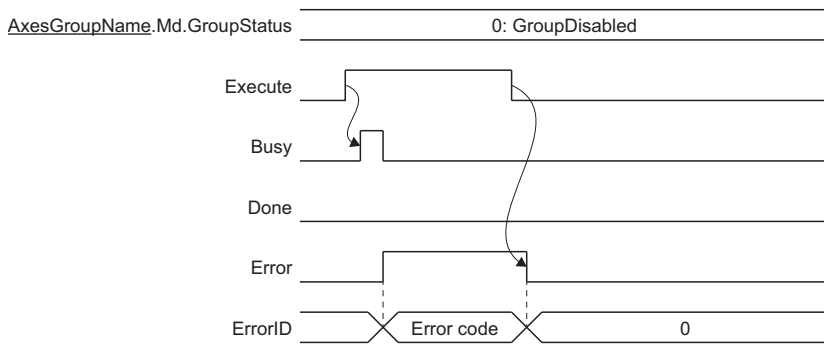 AxesGroupName.Md.GroupStatus 0: GroupDisabled
Execute
Busy
Done
Error
ErrorID Error code 0